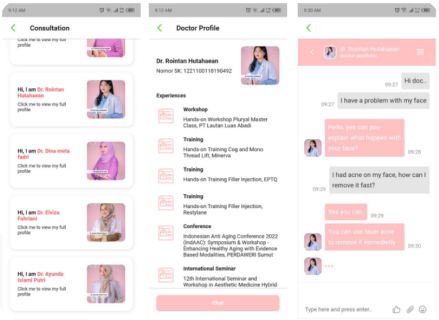 9:12 AM
Consultation
Click me to view my full
profile
Hi, I am Dr. Rointan
Hutahaean
Click me to view my full
profile
Hi, I am Dr. Dina meta
fadri
Click me to view my full
profile
Hi, I am Dr. Elviza
Fahriani
Click me to view my full
profile
Hi, I am Dr. Ayunda
Islami Putri
Click me to view my full
profile
9:12 AM
Doctor Profile
Dr. Rointan Hutahaean
Nomor SK: 1221100118190492
Experiences
Workshop
Hands-on Workshop Pluryal Master
Class, PT Lautan Luas Abadi
Training
Hands-on Training Cog and Mono
Thread Lift, Minerva
Training
Hands-on Training Filler Injection, EPTQ
Training
Hands-on Training Filler Injection,
Restylane
Conference
Indonesian Anti Aging Conference 2022
(IndAAC): Symposium & Workshop -
Enhancing Healthy Aging with Evidence
Based Modalities, PERDAWERI Sumut
International Seminar
12th International Seminar and
Workshop in Aesthetic Medicine Hybrid
Chat
9:30 AM
Dr. Rointan Hutahaean
Hi doc..
09:27
I have a problem with my face
09:27
Hello, yes can you
explain what happen with
your face?
09:28
I had acne on my face, how can I
remove it fast?
09:29
Yes you can
09:29
You can use laser acne
to remove it immediately
09:30
Type here and press enter..